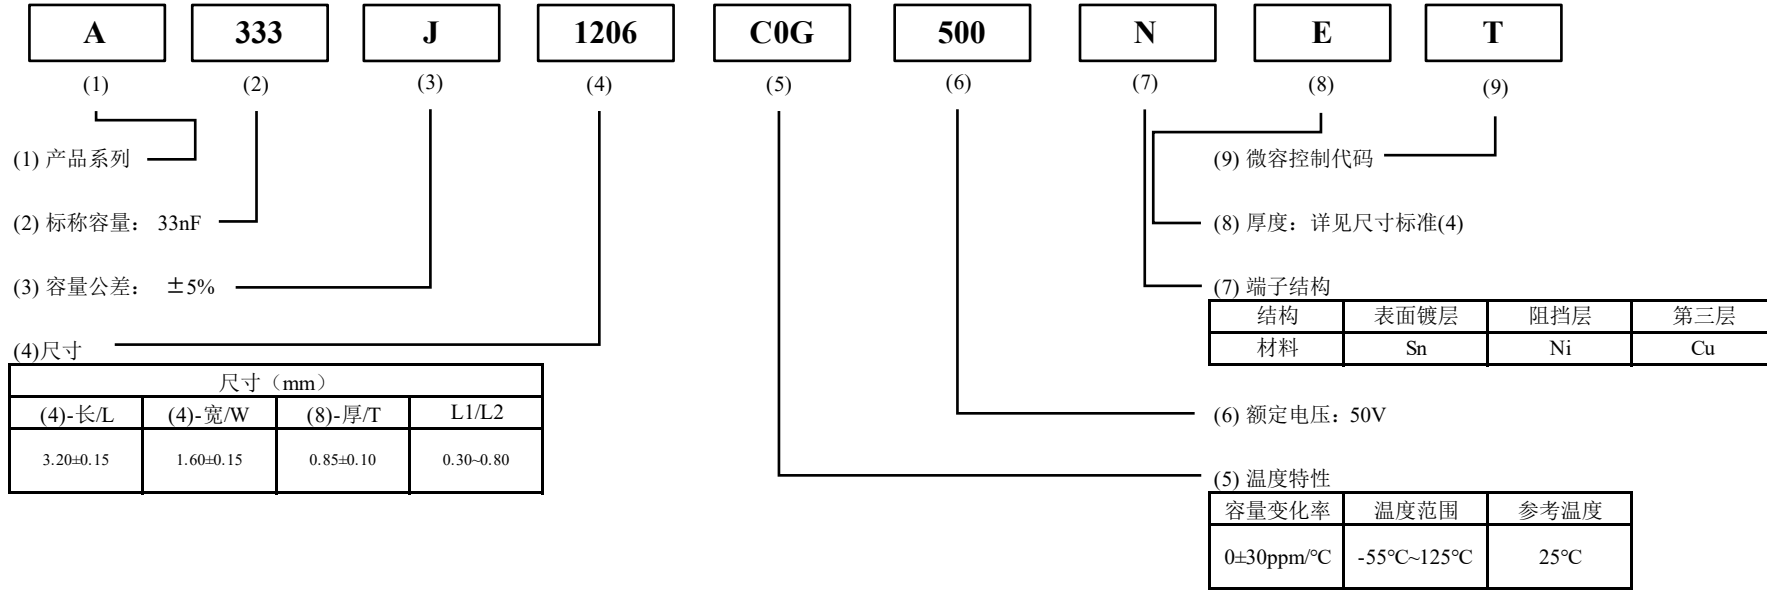 A 333 J 1206 C0G 500 N E T
(1) (2) (3) (4) (5) (6) (7) (8) (9)
(1) 产品系列
(9) 微容控制代码
(2) 标称容量： 33nF
(8) 厚度：详见尺寸标准(4)
(3) 容量公差： ±5%
(7) 端子结构
结构 表面镀层 阻挡层 第三层
材料 Sn Ni Cu
(4)尺寸
尺寸（mm）
(4)-长/L (4)-宽/W (8)-厚/T L1/L2
3.20±0.15 1.60±0.15 0.85±0.10 0.30~0.80
(6) 额定电压：50V
(5) 温度特性
容量变化率 温度范围 参考温度
0±30ppm/℃ -55℃~125℃ 25℃